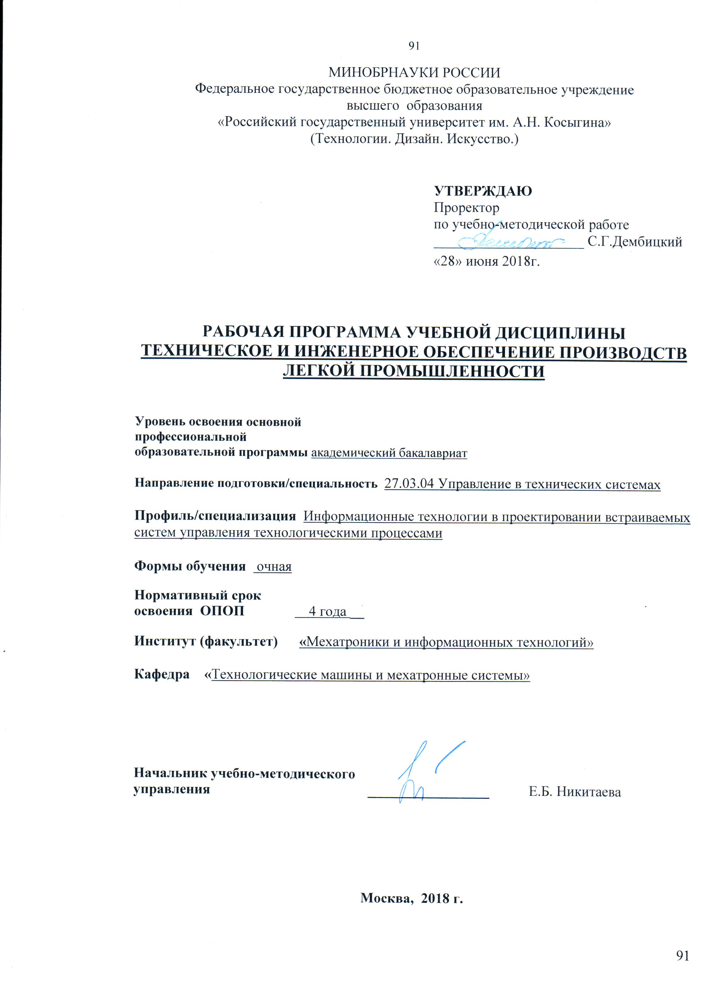 91
МИНОБРНАУКИ РОССИИ
Федеральное государственное бюджетное образовательное учреждение
высшего образования
«Российский государственный университет им. А.Н. Косыгина»
(Технологии. Дизайн. Искусство.)
УТВЕРЖДАЮ
Проректор
по учебно-методической работе
С.Г.Дембицкий
«28» июня 2018г.
РАБОЧАЯ ПРОГРАММА УЧЕБНОЙ ДИСЦИПЛИНЫ
ТЕХНИЧЕСКОЕ И ИНЖЕНЕРНОЕ ОБЕСПЕЧЕНИЕ ПРОИЗВОДСТВ
ЛЕГКОЙ ПРОМЫШЛЕННОСТИ
Уровень освоения основной
профессиональной
образовательной программы академический бакалавриат
Направление подготовки/специальность 27.03.04 Управление в технических системах
Профиль/специализация Информационные технологии в проектировании встраиваемых
систем управления технологическими процессами
Формы обучения очная
Нормативный срок
освоения ОПОП 4 года
Институт (факультет) «Мехатроники и информационных технологий»
Кафедра «Технологические машины и мехатронные системы»
Начальник учебно-методического
управления Е.Б. Никитаева
Москва, 2018 г.
91